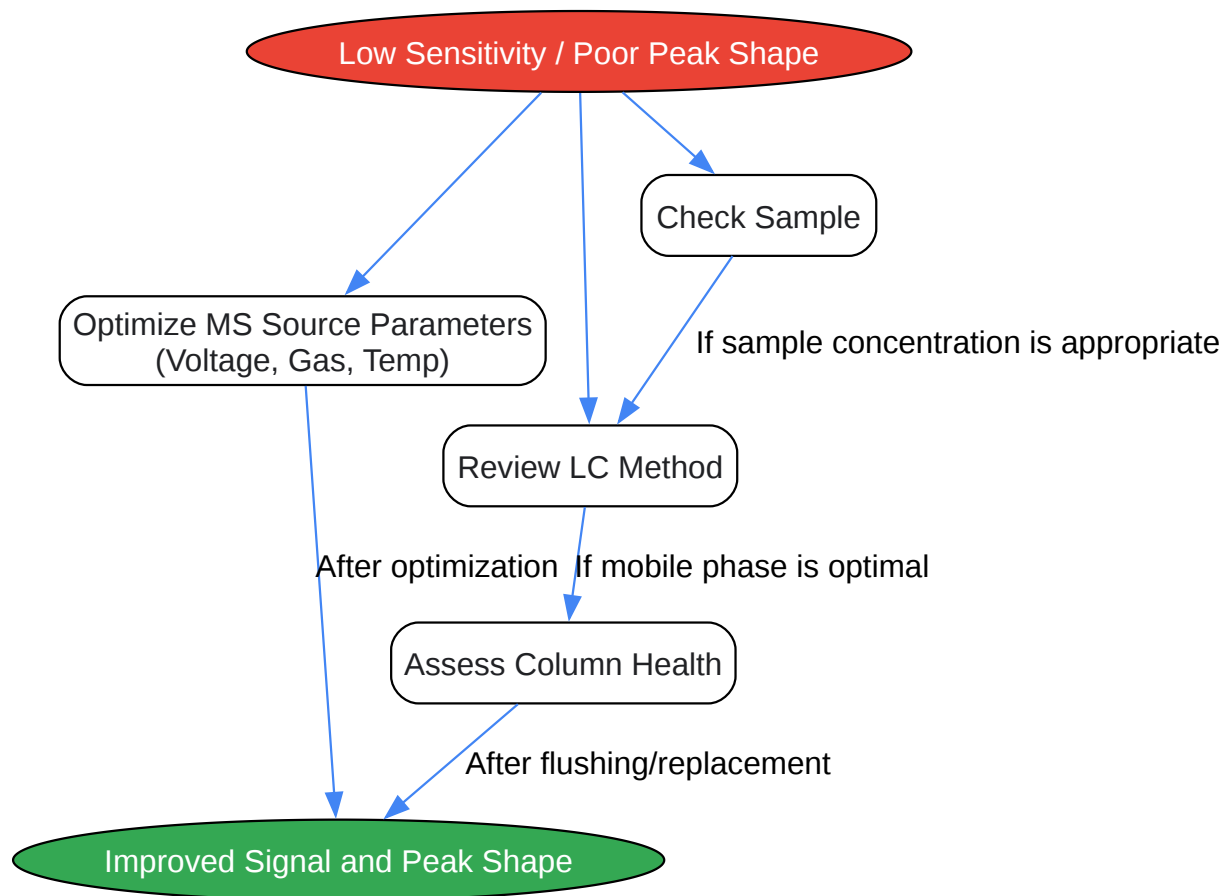 Low Sensitivity / Poor Peak Shape
Check Sample
Optimize MS Source Parameters
(Voltage, Gas, Temp)
If sample concentration is appropriate
Review LC Method
After optimization
If mobile phase is optimal
Assess Column Health
After flushing/replacement
Improved Signal and Peak Shape